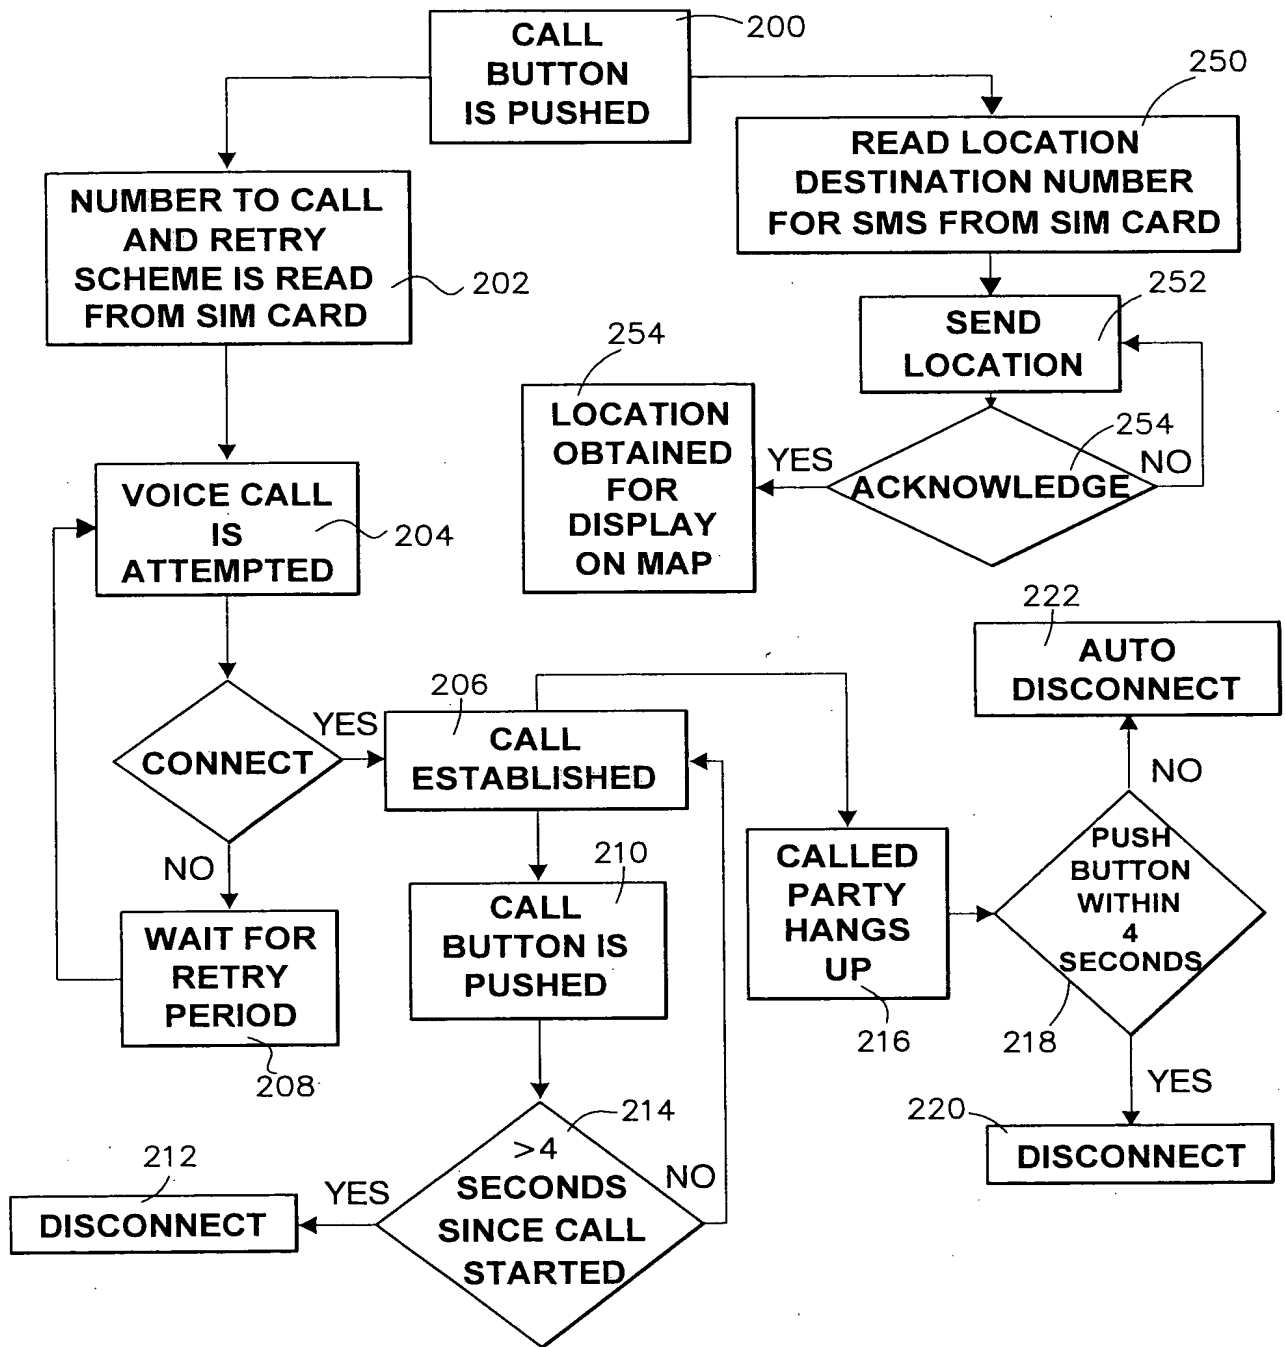 CALL
BUTTON
IS PUSHED
200
250
READ LOCATION
DESTINATION NUMBER
FOR SMS FROM SIM CARD
NUMBER TO CALL
AND RETRY
SCHEME IS READ
FROM SIM CARD
202
252
SEND
LOCATION
254
LOCATION
OBTAINED
FOR
DISPLAY
ON MAP
YES
254
ACKNOWLEDGE
NO
VOICE CALL
IS
ATTEMPTED
204
222
AUTO
DISCONNECT
CONNECT
YES
206
CALL
ESTABLISHED
NO
NO
WAIT FOR
RETRY
PERIOD
208
210
CALL
BUTTON IS
PUSHED
CALLED
PARTY
HANGS
UP
216
PUSH
BUTTON
WITHIN
4
SECONDS
218
YES
220
DISCONNECT
214
>4
SECONDS
SINCE CALL
STARTED
NO
YES
212
DISCONNECT